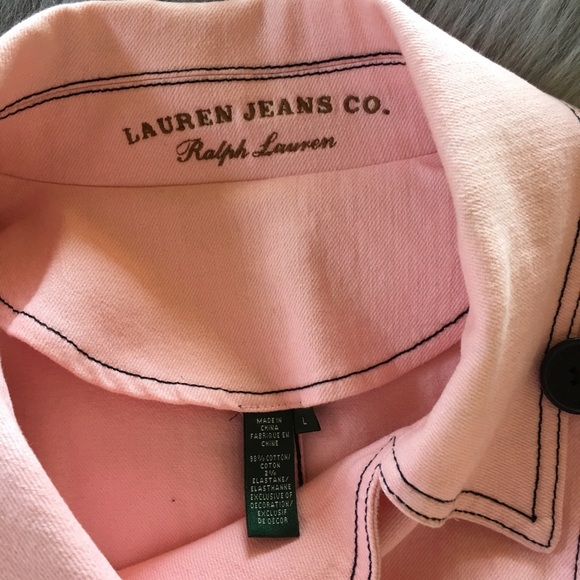 LAUREN JEANS CO.
Ralph Lauren
L
MADE IN
CHINA
FABRIQUE EN
CHINE
98% COTTON/
COTON
2%
ELASTANE/
ELASTHANNE
EXCLUSIVE OF
DECORATION/
EXCLUSIF
DE DECOR